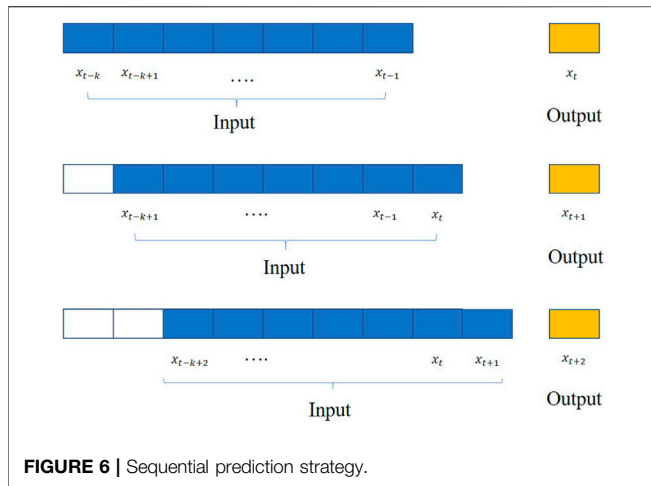 x_{t-k} x_{t-k+1} .... x_{t-1} x_t
Input Output
x_{t-k+1} .... x_{t-1} x_t x_{t+1}
Input Output
x_{t-k+2} .... x_t x_{t+1} x_{t+2}
Input Output
FIGURE 6 | Sequential prediction strategy.